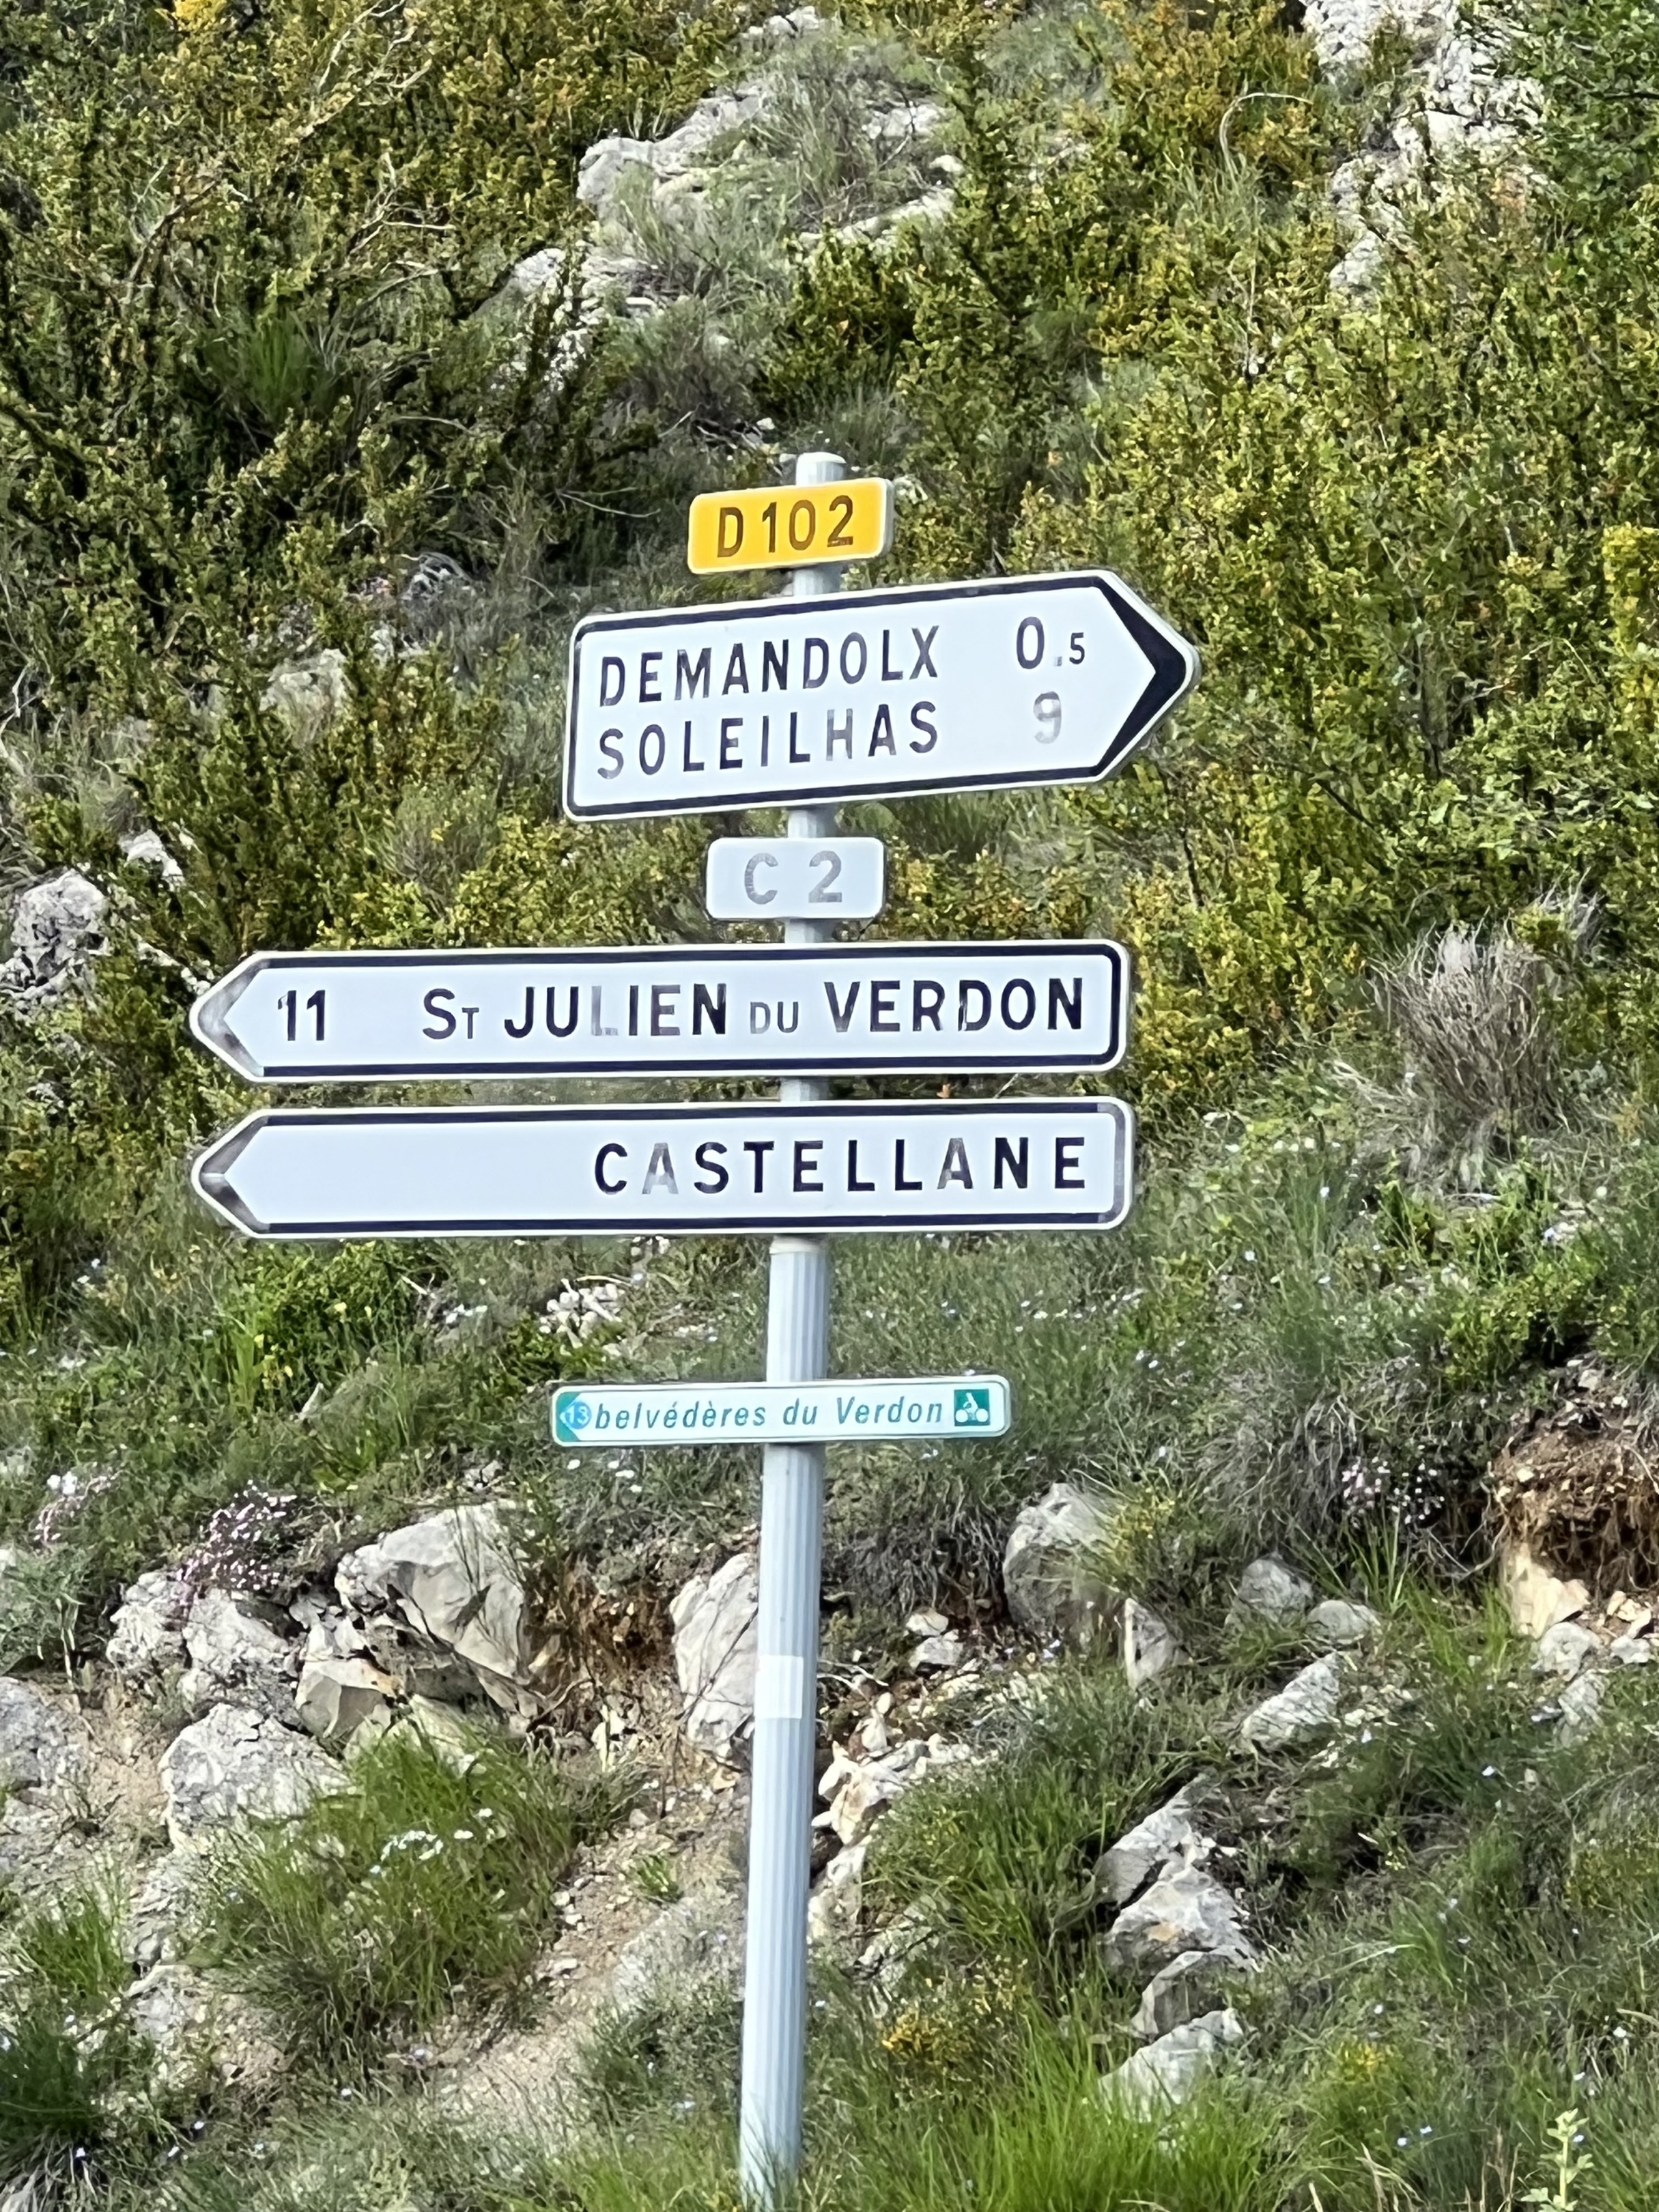 D102
DEMANDOLX 0.5
SOLEILHAS 9
C 2
11 ST JULIEN DU VERDON
CASTELLANE
13 belvédères du Verdon